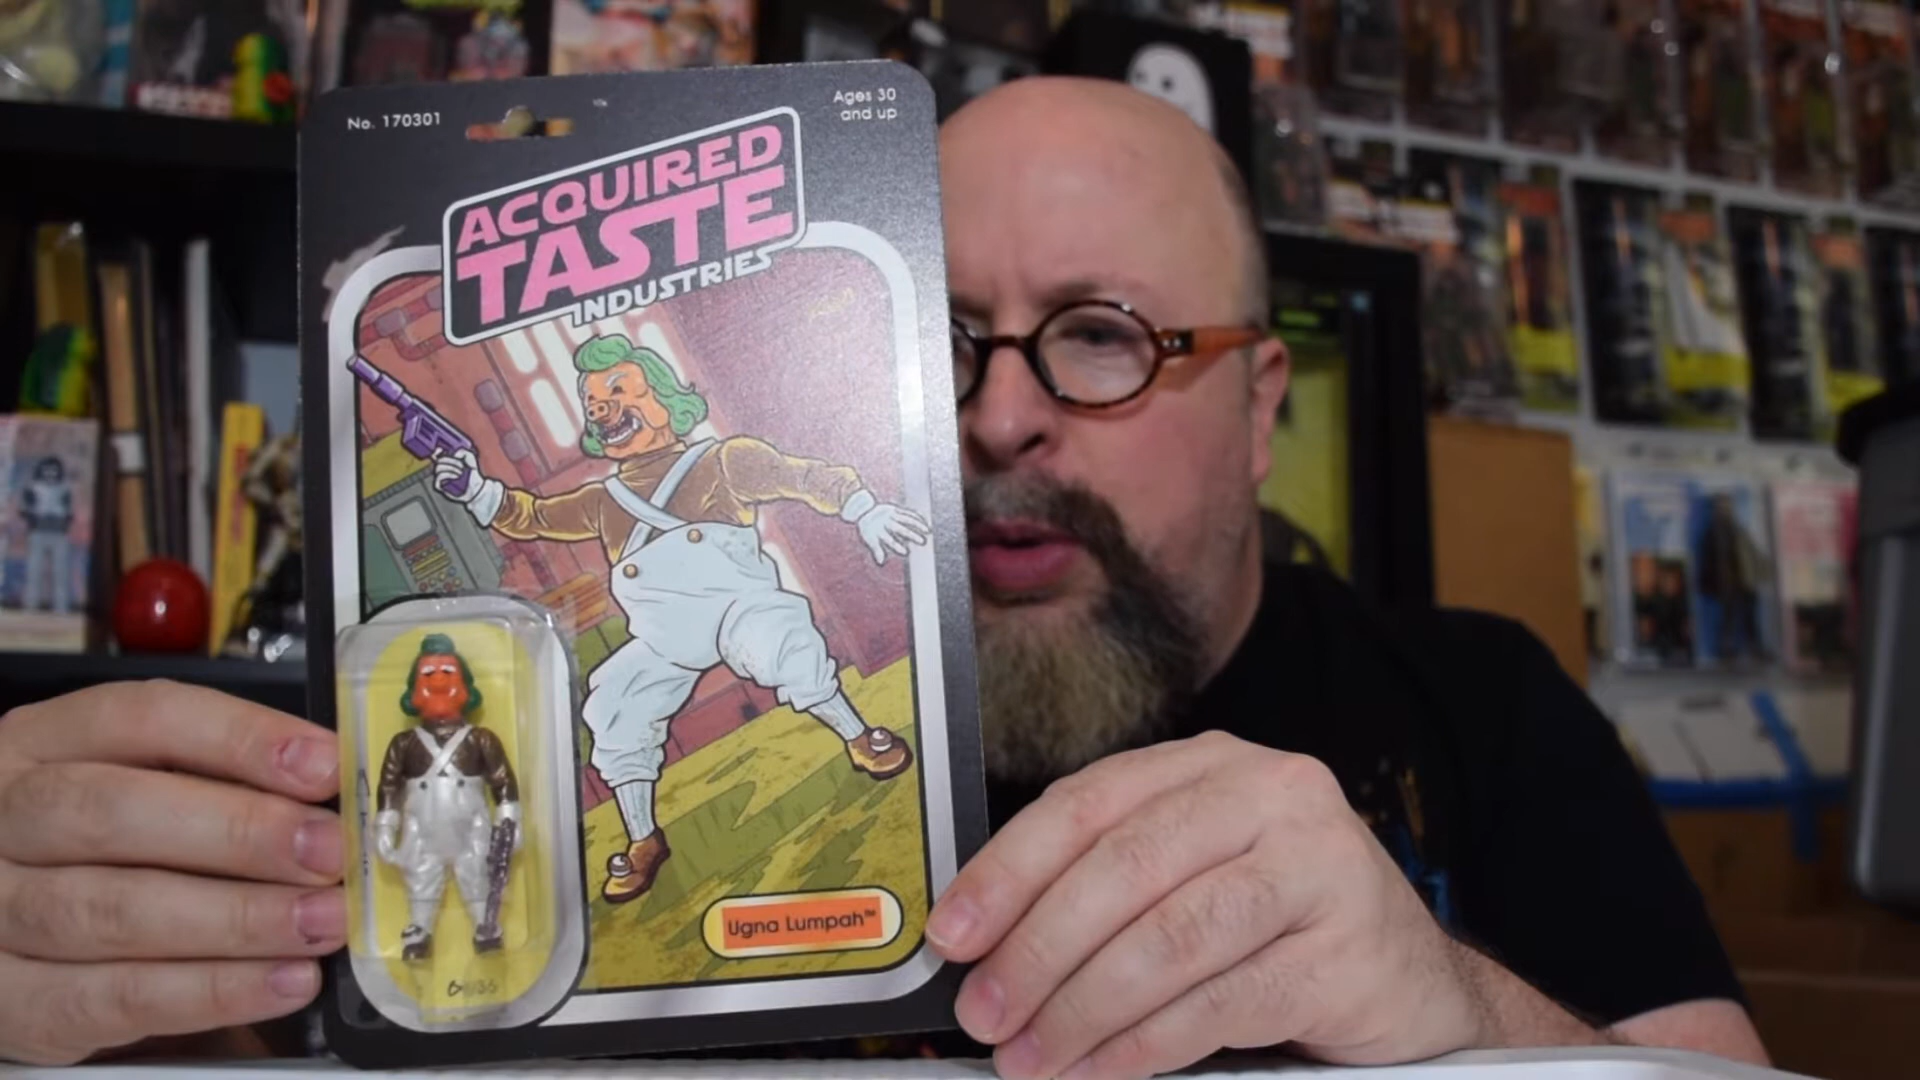 No. 170301
Ages 30
and up
ACQUIRED
TASTE
INDUSTRIES
Ugna Lumpah™